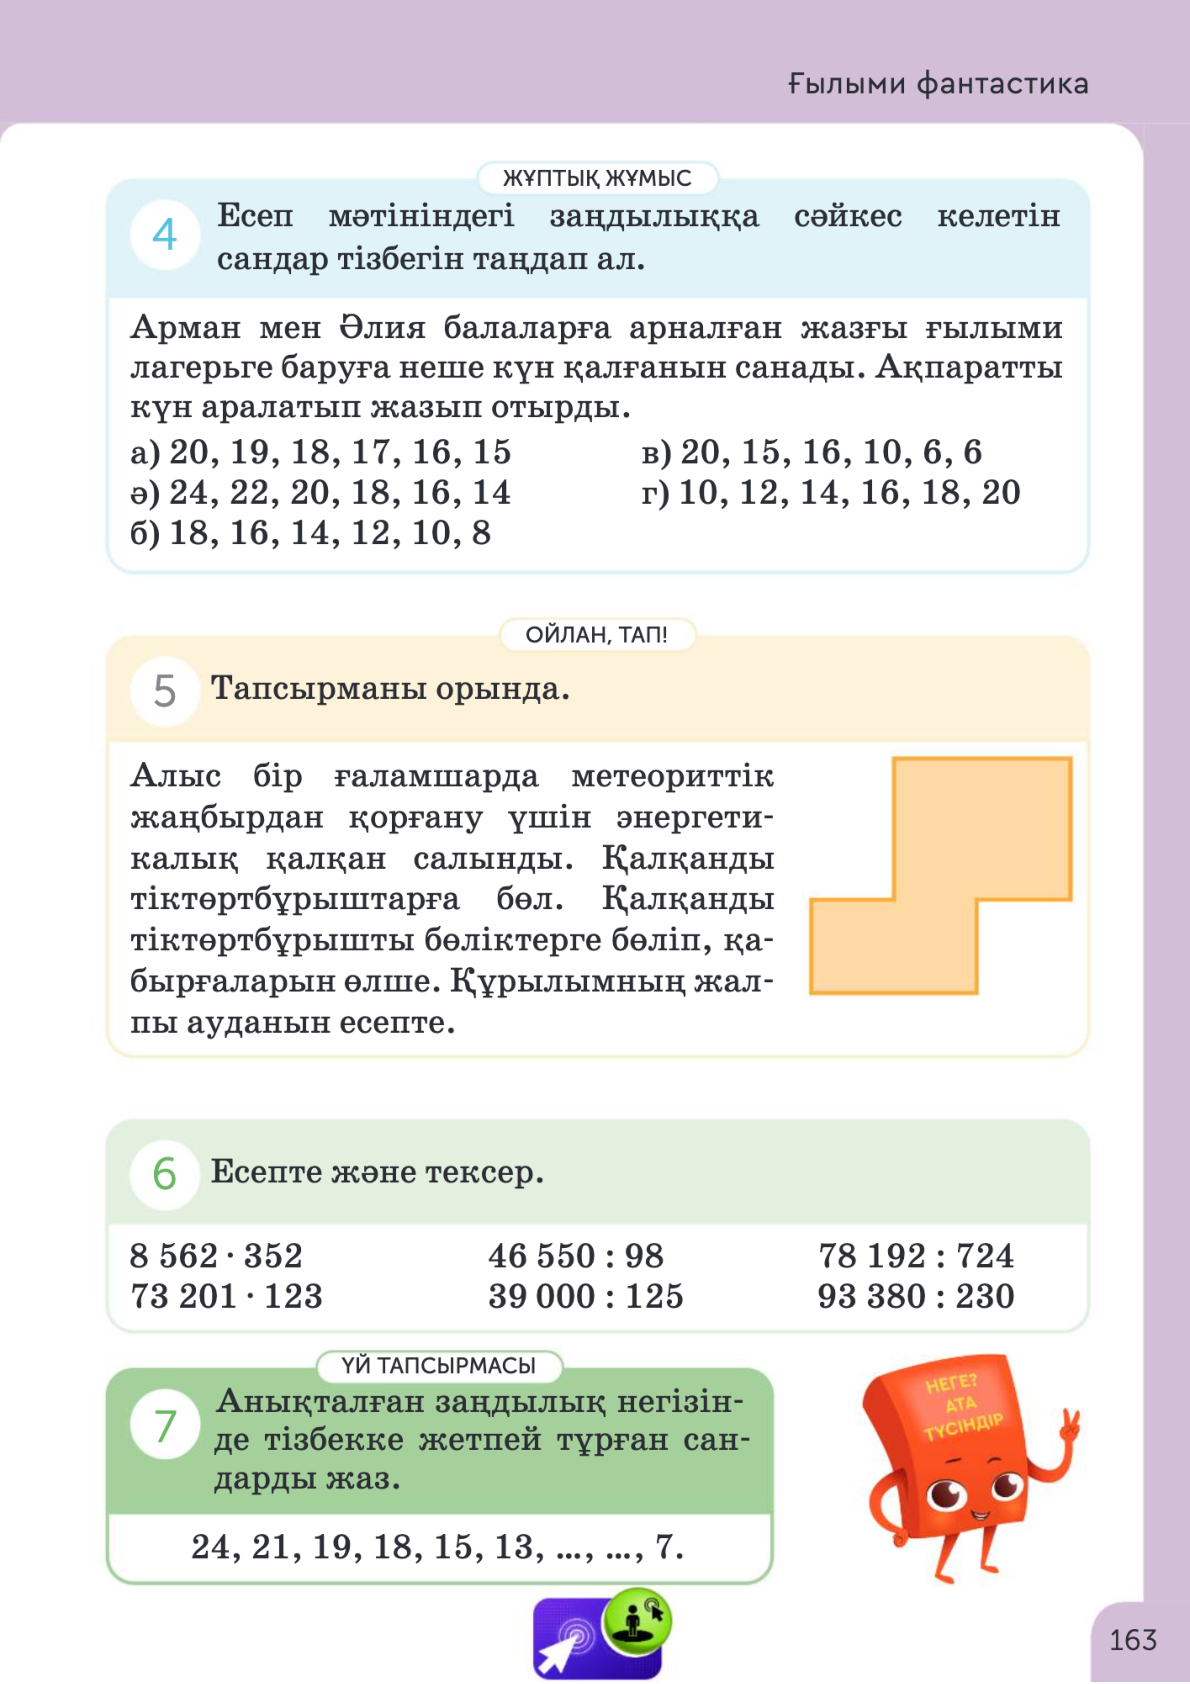 Ғылыми фантастика
ЖҰПТЫҚ ЖҰМЫС
4
Есеп мәтініндегі заңдылыққа сәйкес келетін
сандар тізбегін таңдап ал.
Арман мен Әлия балаларға арналған жазғы ғылыми
лагерьге баруға неше күн қалғанын санады. Ақпаратты
күн аралатып жазып отырды.
а) 20, 19, 18, 17, 16, 15
в) 20, 15, 16, 10, 6, 6
ә) 24, 22, 20, 18, 16, 14
г) 10, 12, 14, 16, 18, 20
б) 18, 16, 14, 12, 10, 8
ОЙЛАН, ТАП!
5
Тапсырманы орында.
Алыс бір ғаламшарда метеориттік
жаңбырдан қорғану үшін энергети-
калық қалқан салынды. Қалқанды
тіктөртбұрыштарға бөл. Қалқанды
тіктөртбұрышты бөліктерге бөліп, қа-
бырғаларын өлше. Құрылымның жал-
пы ауданын есепте.
6
Есепте және тексер.
8 562 · 352
46 550 : 98
78 192 : 724
73 201 · 123
39 000 : 125
93 380 : 230
ҮЙ ТАПСЫРМАСЫ
7
Анықталған заңдылық негізін-
де тізбекке жетпей тұрған сан-
дарды жаз.
24, 21, 19, 18, 15, 13, ..., ..., 7.
НЕГЕ?
АТА
ТҮСІНДІР
163